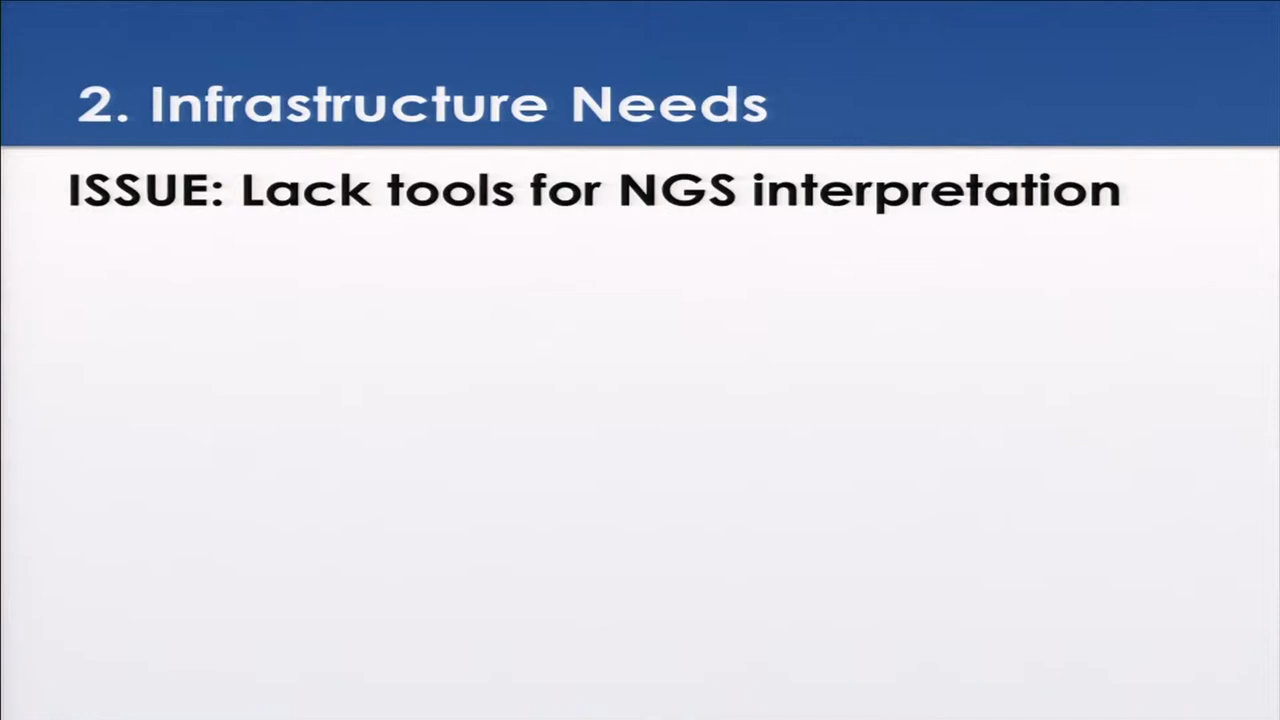 2. Infrastructure Needs
ISSUE: Lack tools for NGS interpretation